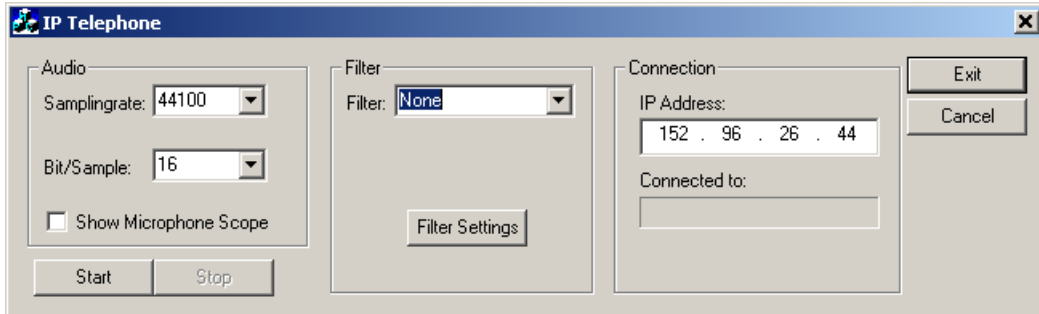 IP Telephone
Audio
Samplingrate: 44100
Bit/Sample: 16
Show Microphone Scope
Start Stop
Filter
Filter: None
Filter Settings
Connection
IP Address:
152 . 96 . 26 . 44
Connected to:
Exit
Cancel